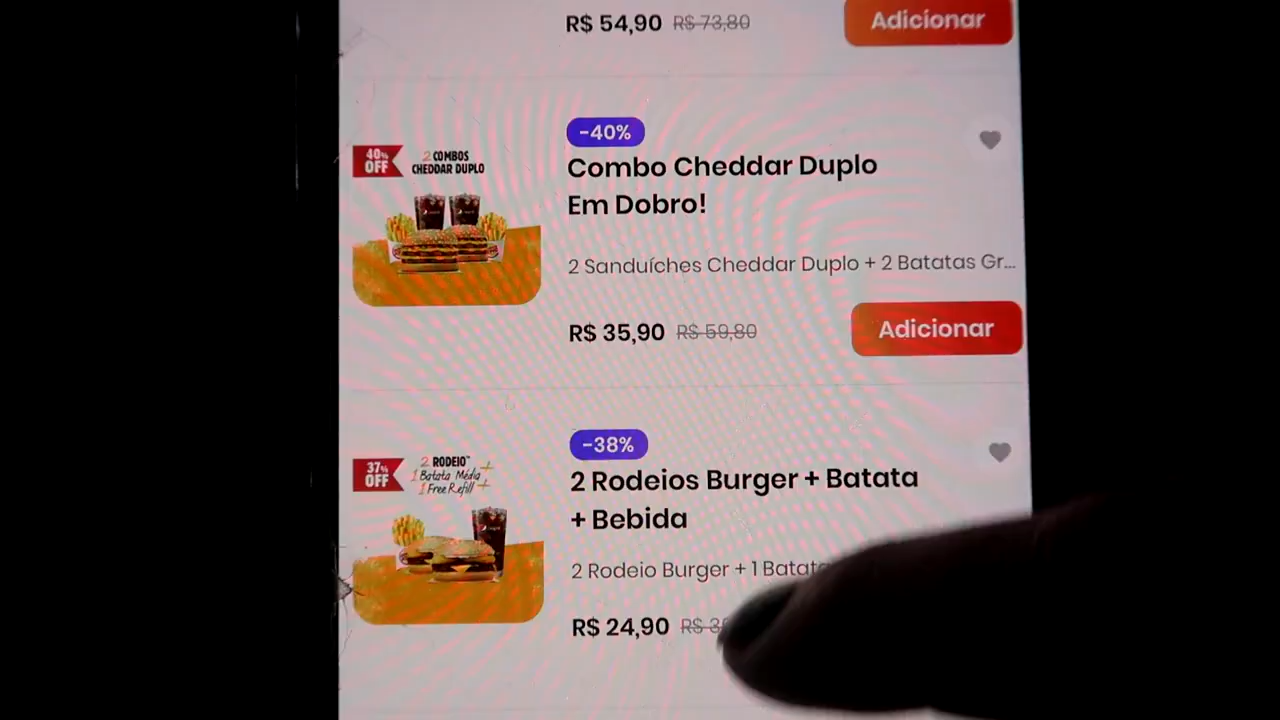 R$ 54,90 R$ 73,80
Adicionar
-40%
40% OFF
2 COMBOS
CHEDDAR DUPLO
Combo Cheddar Duplo
Em Dobro!
2 Sanduíches Cheddar Duplo + 2 Batatas Gr...
R$ 35,90 R$ 59,80
Adicionar
-38%
37% OFF
2 RODEIO™
1 Batata Média +
1 Free Refill +
2 Rodeios Burger + Batata
+ Bebida
2 Rodeio Burger + 1 Batata
R$ 24,90 R$